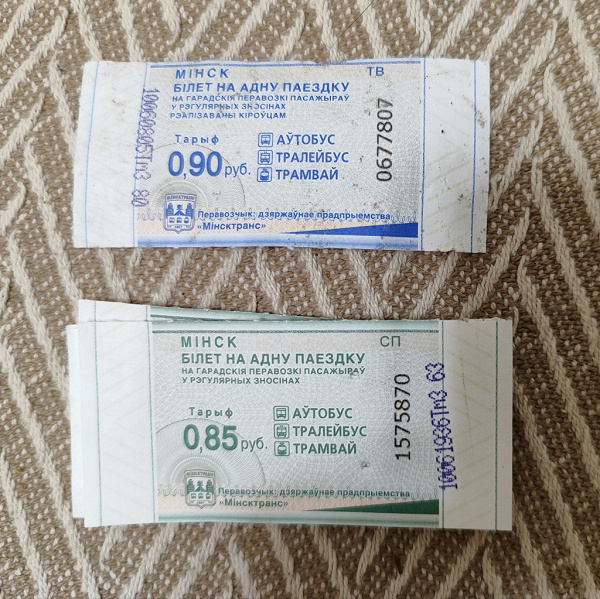 МІНСК ТВ
БІЛЕТ НА АДНУ ПАЕЗДКУ
НА ГАРАДСКІЯ ПЕРАВОЗКІ ПАСАЖЫРАЎ
У РЭГУЛЯРНЫХ ЗНОСІНАХ
РЭАЛІЗАВАНЫ КІРОЎЦАМ
Тарыф
0,90 руб.
АЎТОБУС
ТРАЛЕЙБУС
ТРАМВАЙ
0677807
Перавозчык: дзяржаўнае прадпрыемства
«Мінсктранс»
МІНСК СП
БІЛЕТ НА АДНУ ПАЕЗДКУ
НА ГАРАДСКІЯ ПЕРАВОЗКІ ПАСАЖЫРАЎ
У РЭГУЛЯРНЫХ ЗНОСІНАХ
Тарыф
0,85 руб.
АЎТОБУС
ТРАЛЕЙБУС
ТРАМВАЙ
1575870
10061936Тm3 63
Перавозчык: дзяржаўнае прадпрыемства
«Мінсктранс»